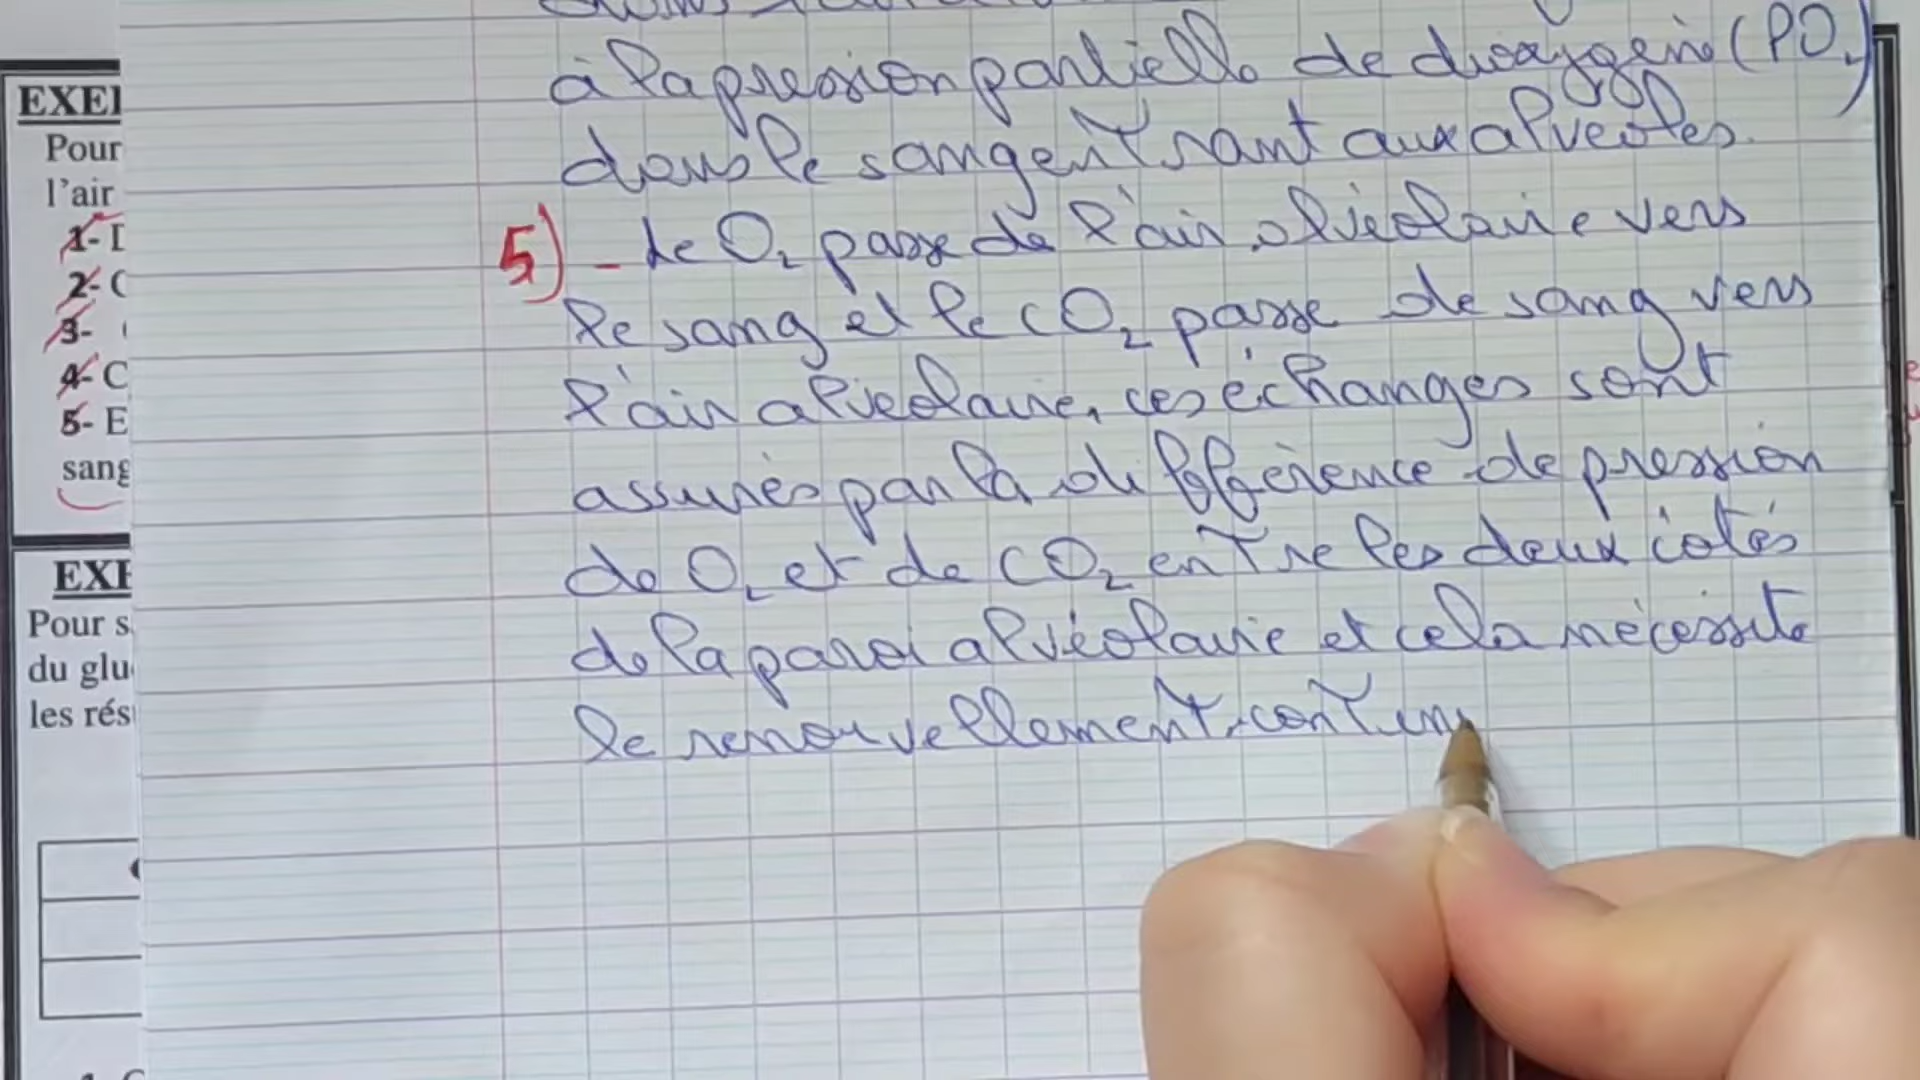 à la pression partielle de dioxygène (PO2)
dans le sang entrant aux alvéoles.
5) - Le O2 passe de l'air alvéolaire vers
le sang et le CO2 passe de sang vers
l'air alvéolaire, ces échanges sont
assurés par la différence de pression
de O2 et de CO2 entre les deux cotés
de la paroi alvéolaire et cela nécessite
le renouvellement contin
EXE
Pour
l'air
1-
2- C
3-
4- C
5- E
sang
EXE
Pour s
du glu
les rés